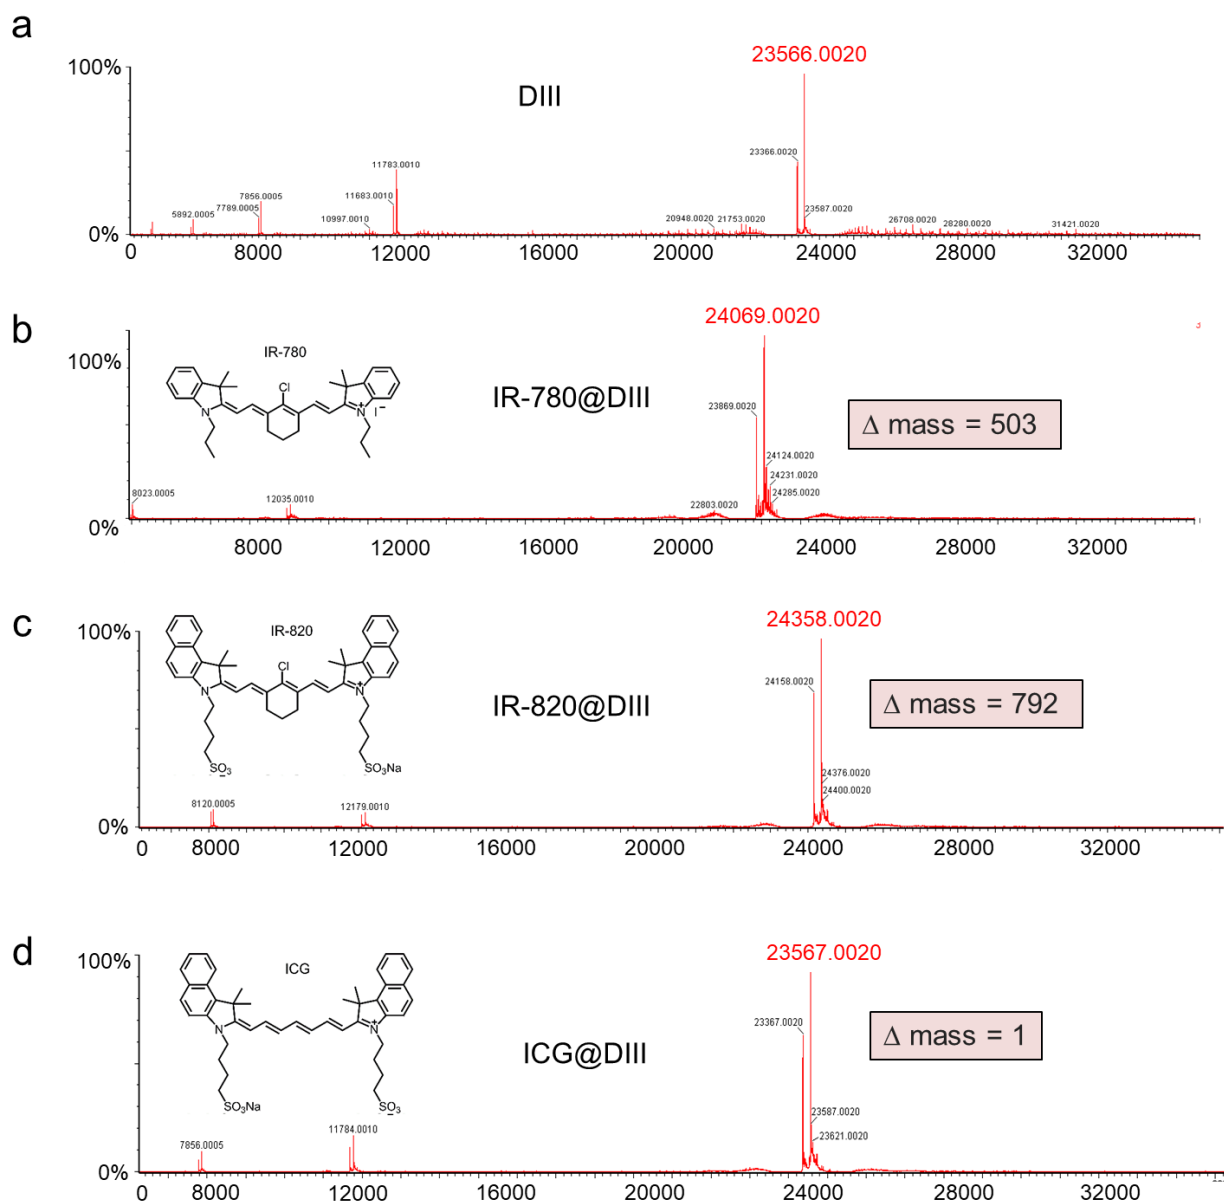 a
23566.0020
100%
DIII
23366.0020
11783.0010
11683.0010
7856.0005
7789.0005
5892.0005
10997.0010
20948.0020
21753.0020
23587.0020
26708.0020
28280.0020
31421.0020
0%
0 8000 12000 16000 20000 24000 28000 32000
b
24069.0020
100%
IR-780
Cl
N
N+
I−
IR-780@DIII
23869.0020
Δ mass = 503
24124.0020
24231.0020
24285.0020
8023.0005
12035.0010
22803.0020
0%
8000 12000 16000 20000 24000 28000 32000
c
24358.0020
100%
IR-820
Cl
N
N+
SO3−
SO3Na
IR-820@DIII
24158.0020
Δ mass = 792
24376.0020
24400.0020
8120.0005
12179.0010
0%
0 8000 12000 16000 20000 24000 28000 32000
d
23567.0020
100%
ICG
N
N+
SO3Na
SO3−
ICG@DIII
23367.0020
Δ mass = 1
23587.0020
23621.0020
7856.0005
11784.0010
0%
0 8000 12000 16000 20000 24000 28000 32000